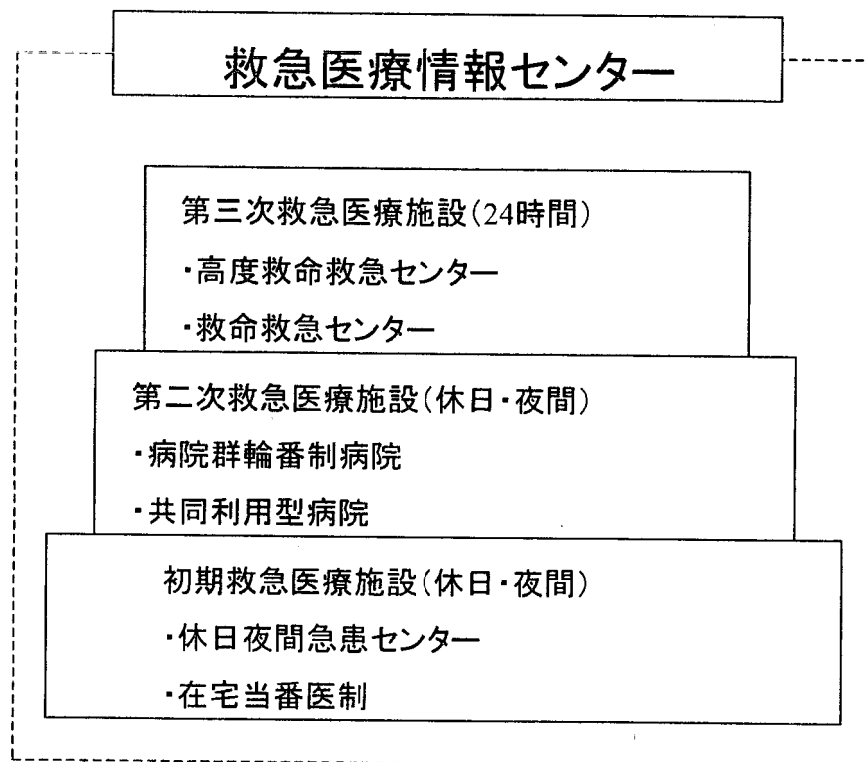 救急医療情報センター
第三次救急医療施設(24時間)
・高度救命救急センター
・救命救急センター
第二次救急医療施設(休日・夜間)
・病院群輪番制病院
・共同利用型病院
初期救急医療施設(休日・夜間)
・休日夜間急患センター
・在宅当番医制